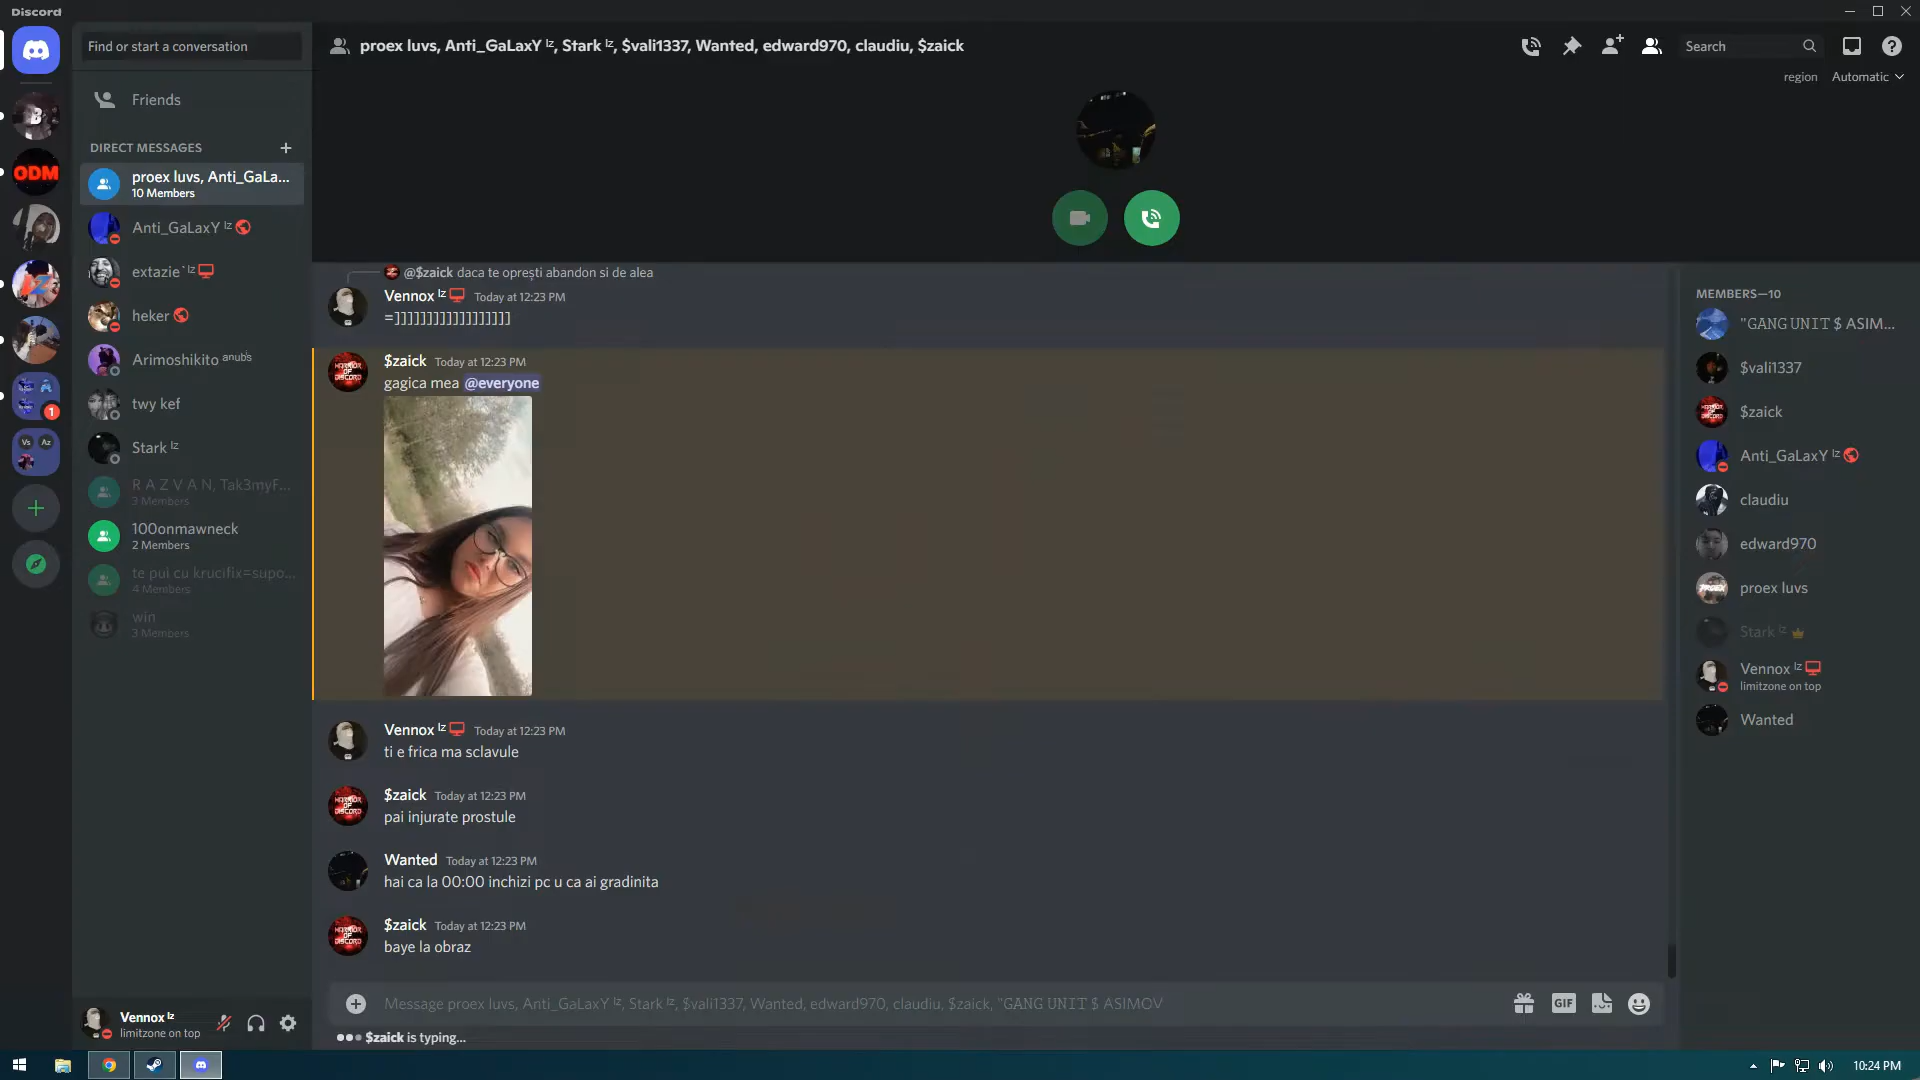 Discord
Find or start a conversation
proex luvs, Anti_GaLaxY ˡᶻ, Stark ˡᶻ, $vali1337, Wanted, edward970, claudiu, $zaick
Search
region Automatic
Friends
DIRECT MESSAGES
proex luvs, Anti_GaLa...
10 Members
Anti_GaLaxY ˡᶻ
extazie`ˡᶻ
heker
Arimoshikito ᵃⁿᵘᵇ'ˢ
twy kef
Stark ˡᶻ
R A Z V A N, Tak3myF...
3 Members
100onmawneck
2 Members
te pui cu krucifix=supo...
4 Members
win
3 Members
B
ODM
1
Vs Az
@$zaick daca te oprești abandon si de alea
Vennox ˡᶻ Today at 12:23 PM
=]]]]]]]]]]]]]]]]]]
$zaick Today at 12:23 PM
gagica mea @everyone
Vennox ˡᶻ Today at 12:23 PM
ti e frica ma sclavule
$zaick Today at 12:23 PM
pai injurate prostule
Wanted Today at 12:23 PM
hai ca la 00:00 inchizi pc u ca ai gradinita
$zaick Today at 12:23 PM
baye la obraz
WARRIOR
OF
DISCORD
Message proex luvs, Anti_GaLaxY ˡᶻ, Stark ˡᶻ, $vali1337, Wanted, edward970, claudiu, $zaick, "GANG UNIT $ ASIMOV
GIF
$zaick is typing...
MEMBERS—10
"GANG UNIT $ ASIM...
$vali1337
$zaick
Anti_GaLaxY ˡᶻ
claudiu
edward970
proex luvs
Stark ˡᶻ
Vennox ˡᶻ
limitzone on top
Wanted
Vennox ˡᶻ
limitzone on top
10:24 PM